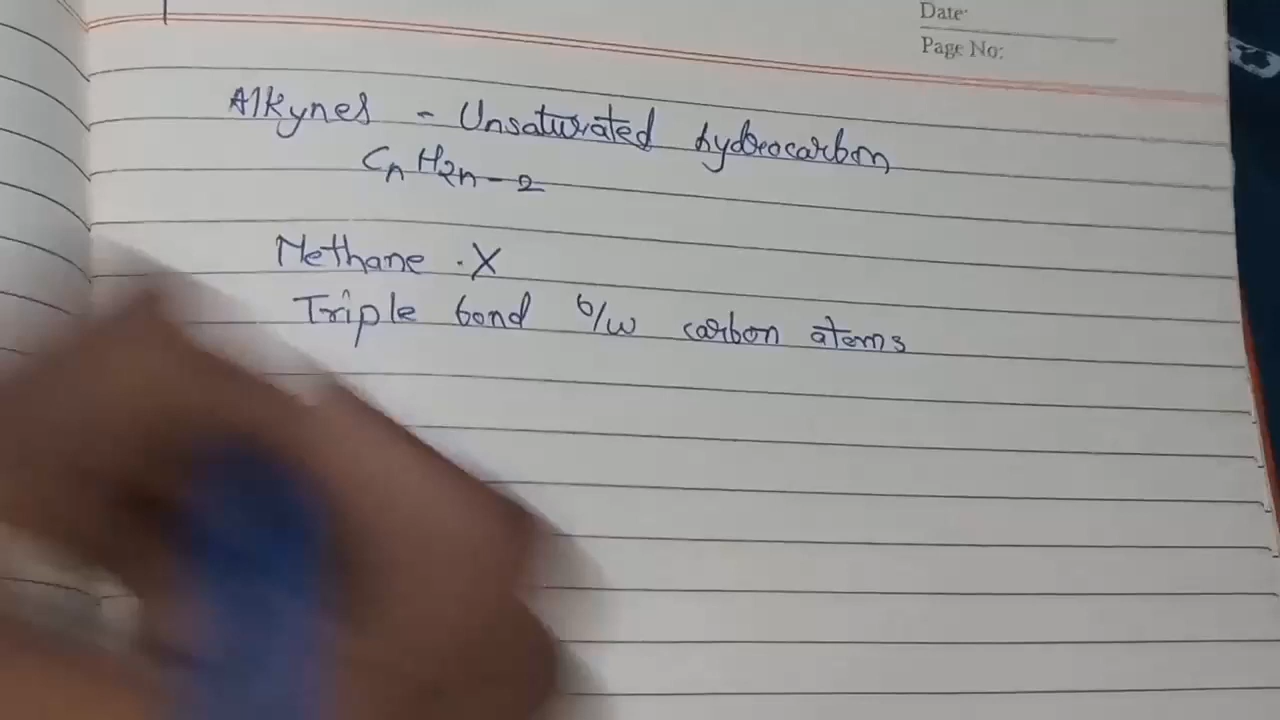 Date:
Page No:
Alkynes - Unsaturated hydrocarbon
CnH2n-2
Methane . X
Triple bond b/w carbon atoms